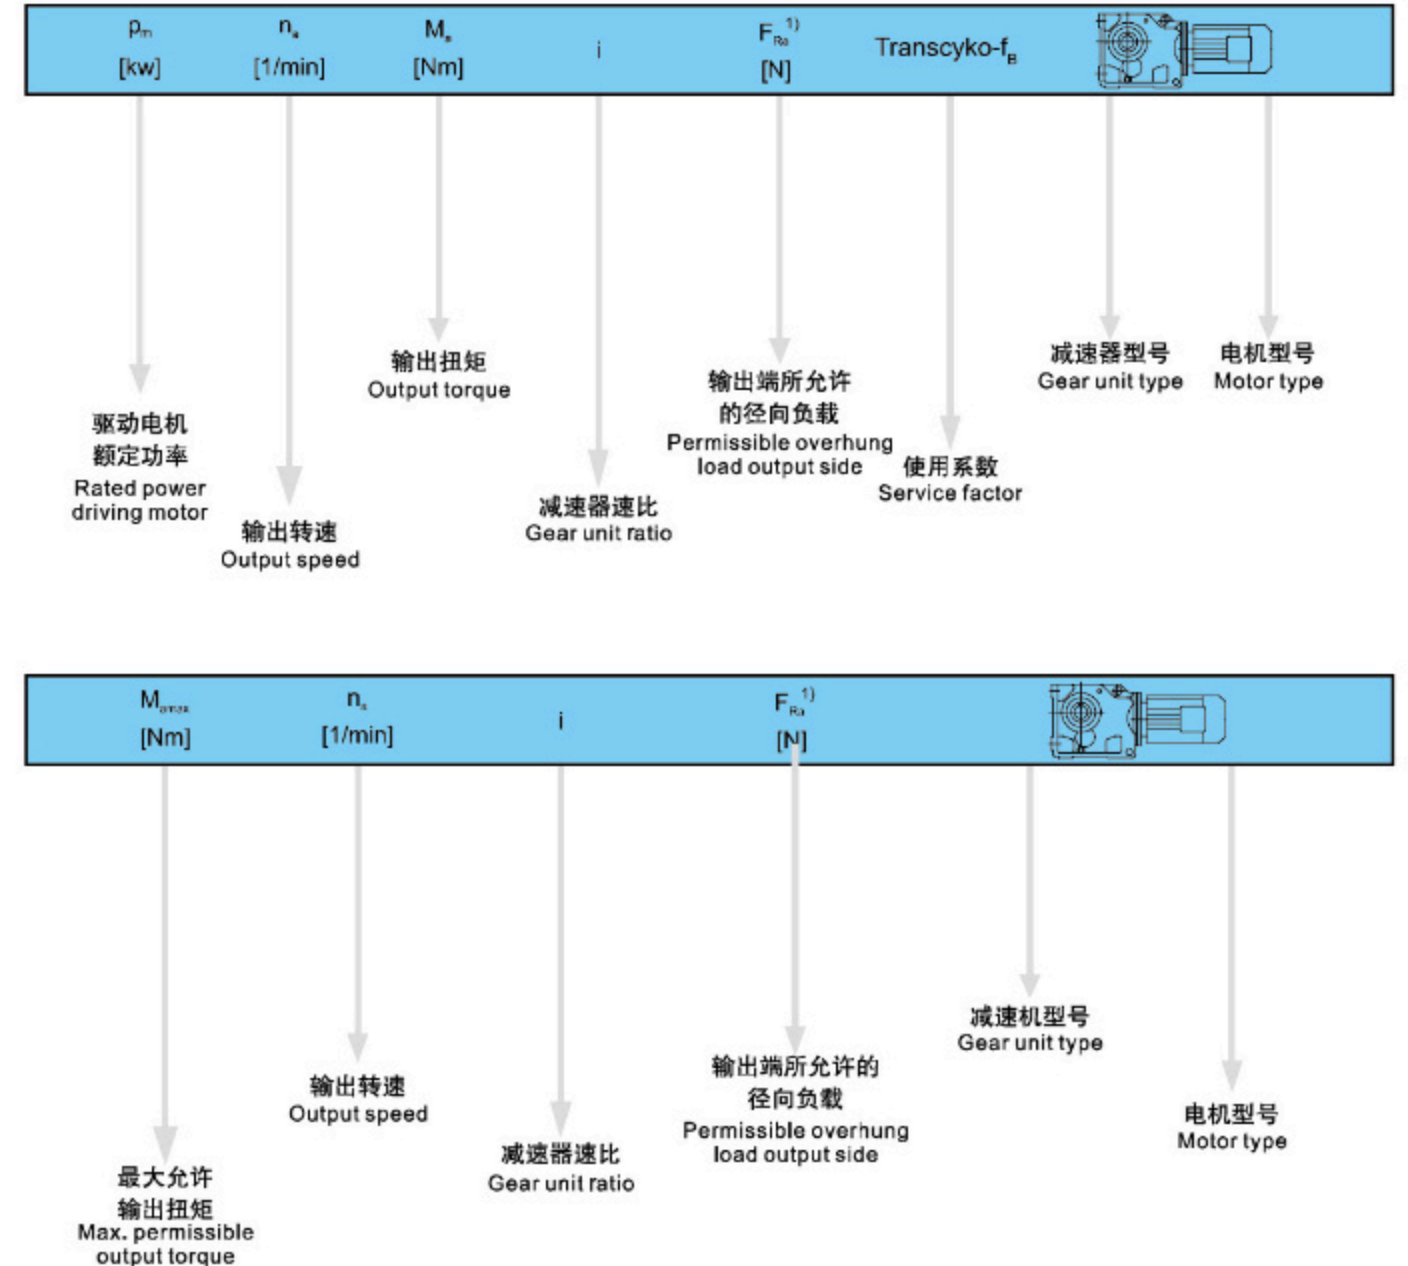 Pm
na
Ma
i
FRa1)
Transcyko-fB
[kw]
[1/min]
[Nm]
[N]
驱动电机
额定功率
Rated power
driving motor
输出转速
Output speed
输出扭矩
Output torque
减速器速比
Gear unit ratio
输出端所允许
的径向负载
Permissible overhung
load output side
使用系数
Service factor
减速器型号
Gear unit type
电机型号
Motor type
Mamax
na
i
FRa1)
[Nm]
[1/min]
[N]
最大允许
输出扭矩
Max. permissible
output torque
输出转速
Output speed
减速器速比
Gear unit ratio
输出端所允许的
径向负载
Permissible overhung
load output side
减速机型号
Gear unit type
电机型号
Motor type